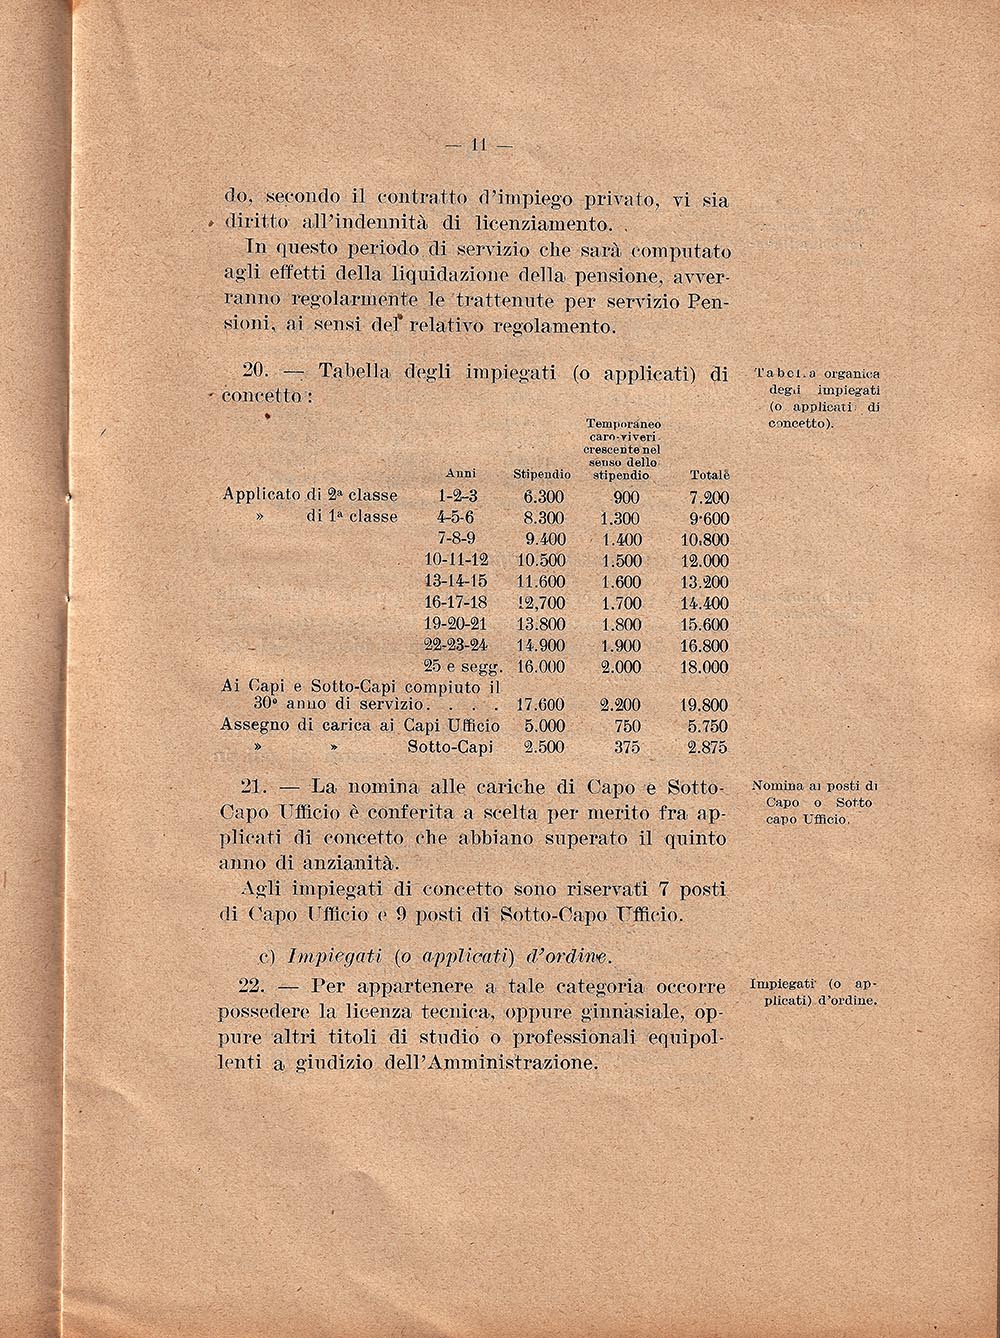 — 11 —
do, secondo il contratto d'impiego privato, vi sia
diritto all'indennità di licenziamento.
In questo periodo di servizio che sarà computato
agli effetti della liquidazione della pensione, avver-
ranno regolarmente le trattenute per servizio Pen-
sioni, ai sensi del relativo regolamento.
20. — Tabella degli impiegati (o applicati) di
concetto :
Tabella organica
degli impiegati
(o applicati di
concetto).
Temporaneo
caro-viveri
crescente nel
senso dello
Anni Stipendio stipendio Totale
Applicato di 2ª classe 1-2-3 6.300 900 7.200
» di 1ª classe 4-5-6 8.300 1.300 9.600
7-8-9 9.400 1.400 10.800
10-11-12 10.500 1.500 12.000
13-14-15 11.600 1.600 13.200
16-17-18 12,700 1.700 14.400
19-20-21 13.800 1.800 15.600
22-23-24 14.900 1.900 16.800
25 e segg. 16.000 2.000 18.000
Ai Capi e Sotto-Capi compiuto il
30° anno di servizio. . . . 17.600 2.200 19.800
Assegno di carica ai Capi Ufficio 5.000 750 5.750
» » Sotto-Capi 2.500 375 2.875
21. — La nomina alle cariche di Capo e Sotto-
Capo Ufficio è conferita a scelta per merito fra ap-
plicati di concetto che abbiano superato il quinto
anno di anzianità.
Nomina ai posti di
Capo o Sotto
capo Ufficio.
Agli impiegati di concetto sono riservati 7 posti
di Capo Ufficio e 9 posti di Sotto-Capo Ufficio.
c) Impiegati (o applicati) d'ordine.
22. — Per appartenere a tale categoria occorre
possedere la licenza tecnica, oppure ginnasiale, op-
pure altri titoli di studio o professionali equipol-
lenti a giudizio dell'Amministrazione.
Impiegati (o ap-
plicati) d'ordine.